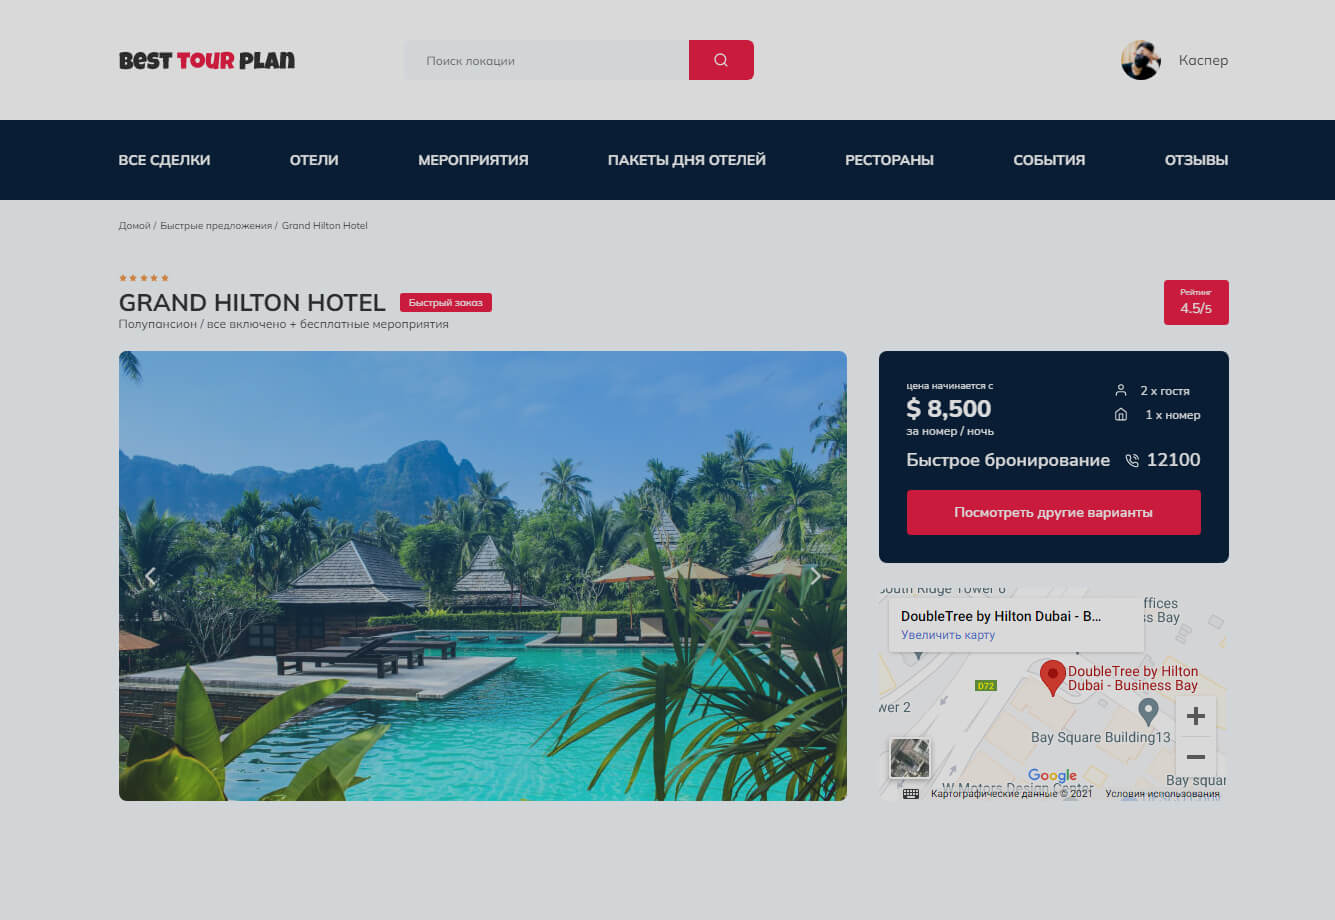 BEST TOUR PLAN
Поиск локации
Каспер
ВСЕ СДЕЛКИ
ОТЕЛИ
МЕРОПРИЯТИЯ
ПАКЕТЫ ДНЯ ОТЕЛЕЙ
РЕСТОРАНЫ
СОБЫТИЯ
ОТЗЫВЫ
Домой / Быстрые предложения / Grand Hilton Hotel
GRAND HILTON HOTEL
Быстрый заказ
Полупансион / все включено + бесплатные мероприятия
Рейтинг
4.5/5
цена начинается с
$ 8,500
за номер / ночь
2 x гостя
1 x номер
Быстрое бронирование
12100
Посмотреть другие варианты
South Ridge Tower 6
DoubleTree by Hilton Dubai - B...
Увеличить карту
ffices
ss Bay
DoubleTree by Hilton
Dubai - Business Bay
D72
wer 2
Bay Square Building13
Google
Bay squar
W Motors Design Center
Картографические данные © 2021
Условия использования